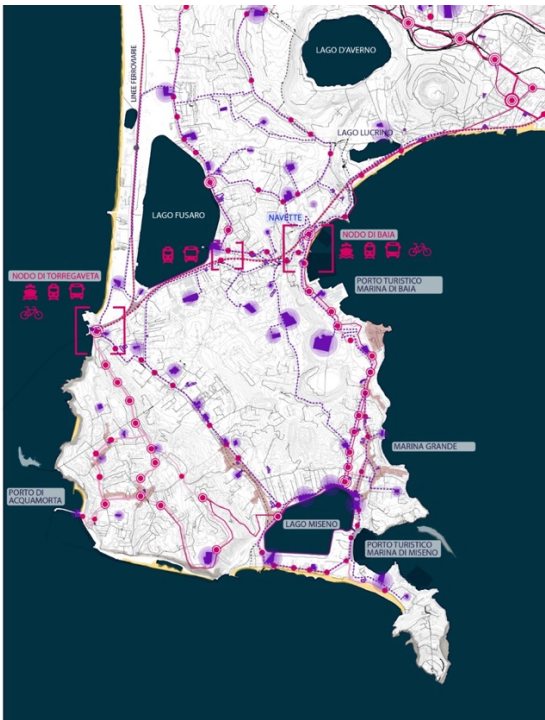 LAGO D'AVERNO
LINEE FERROVIARIE
LAGO LUCRINO
LAGO FUSARO
NAVETTE
NODO DI BAIA
NODO DI TORREGAVETA
PORTO TURISTICO
MARINA DI BAIA
MARINA GRANDE
PORTO DI
ACQUAMORTA
LAGO MISENO
PORTO TURISTICO
MARINA DI MISENO